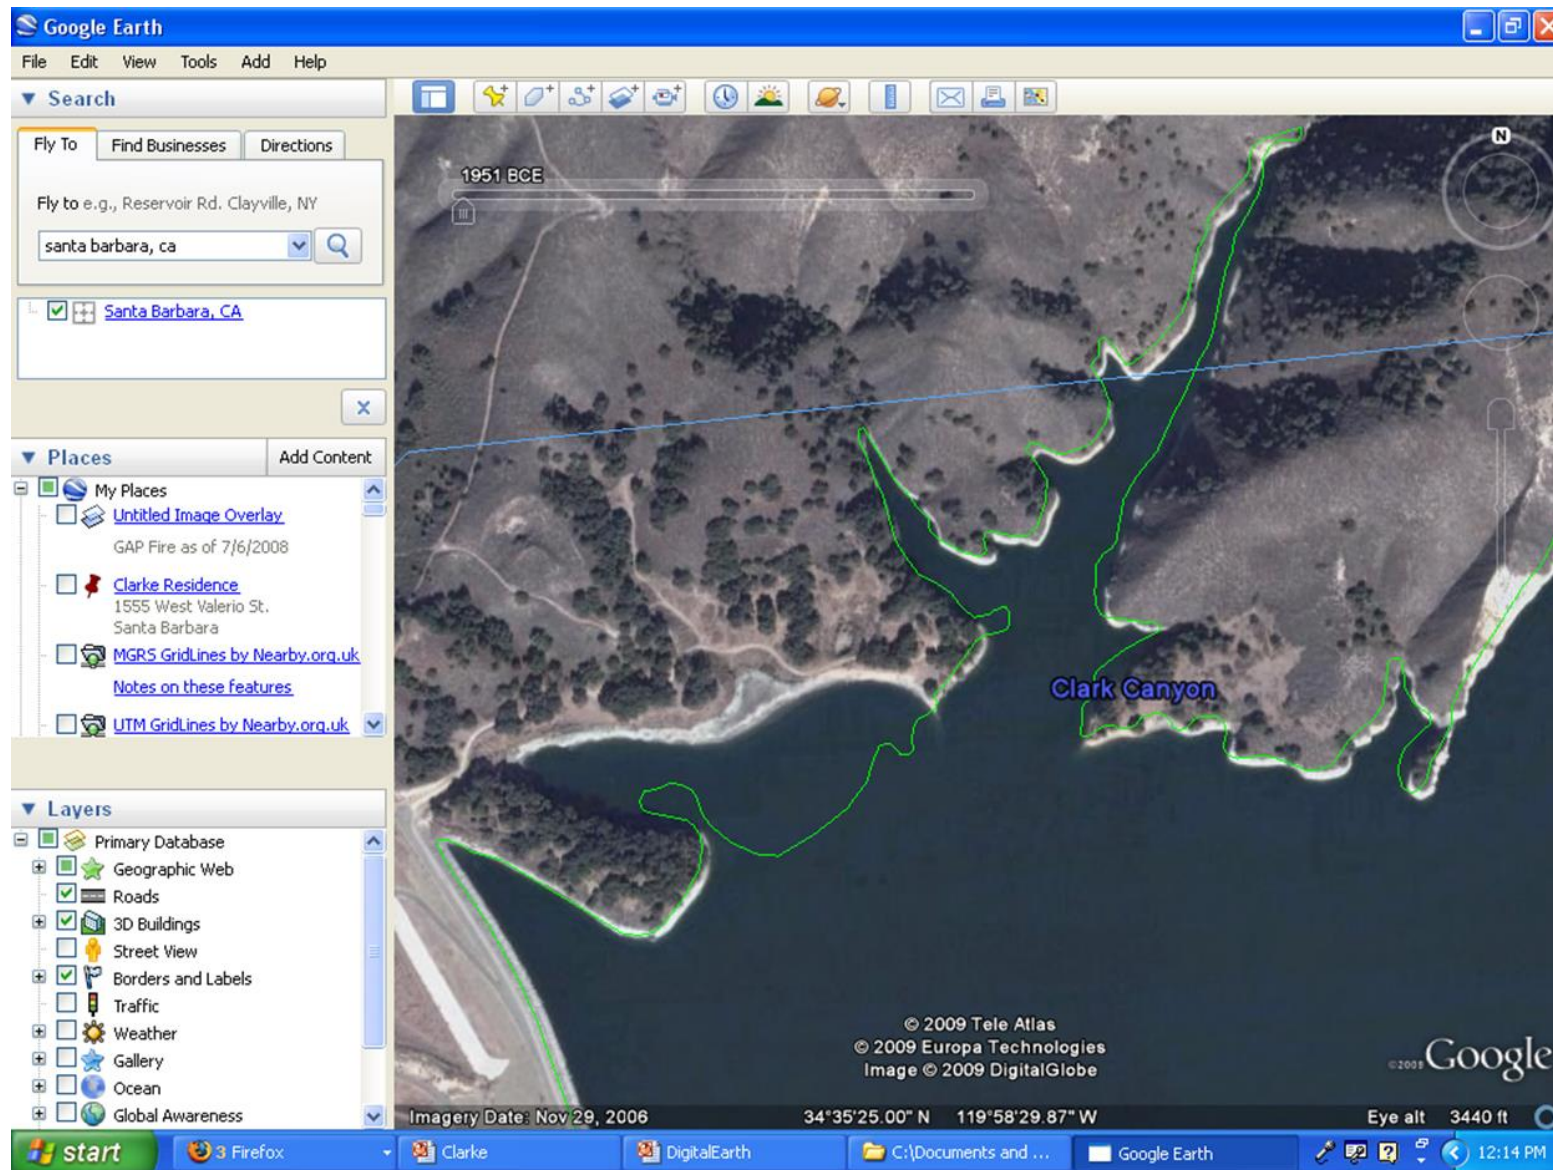 Google Earth
File Edit View Tools Add Help
Search
Fly To Find Businesses Directions
Fly to e.g., Reservoir Rd. Clayville, NY
santa barbara, ca
Santa Barbara, CA
Places Add Content
My Places
Untitled Image Overlay
GAP Fire as of 7/6/2008
Clarke Residence
1555 West Valerio St.
Santa Barbara
MGRS GridLines by Nearby.org.uk
Notes on these features
UTM GridLines by Nearby.org.uk
Layers
Primary Database
Geographic Web
Roads
3D Buildings
Street View
Borders and Labels
Traffic
Weather
Gallery
Ocean
Global Awareness
1951 BCE
N
Clark Canyon
© 2009 Tele Atlas
© 2009 Europa Technologies
Image © 2009 DigitalGlobe
Google
Imagery Date: Nov 29, 2006 34°35'25.00" N 119°58'29.87" W Eye alt 3440 ft
start 3 Firefox Clarke DigitalEarth C:\Documents and ... Google Earth 12:14 PM